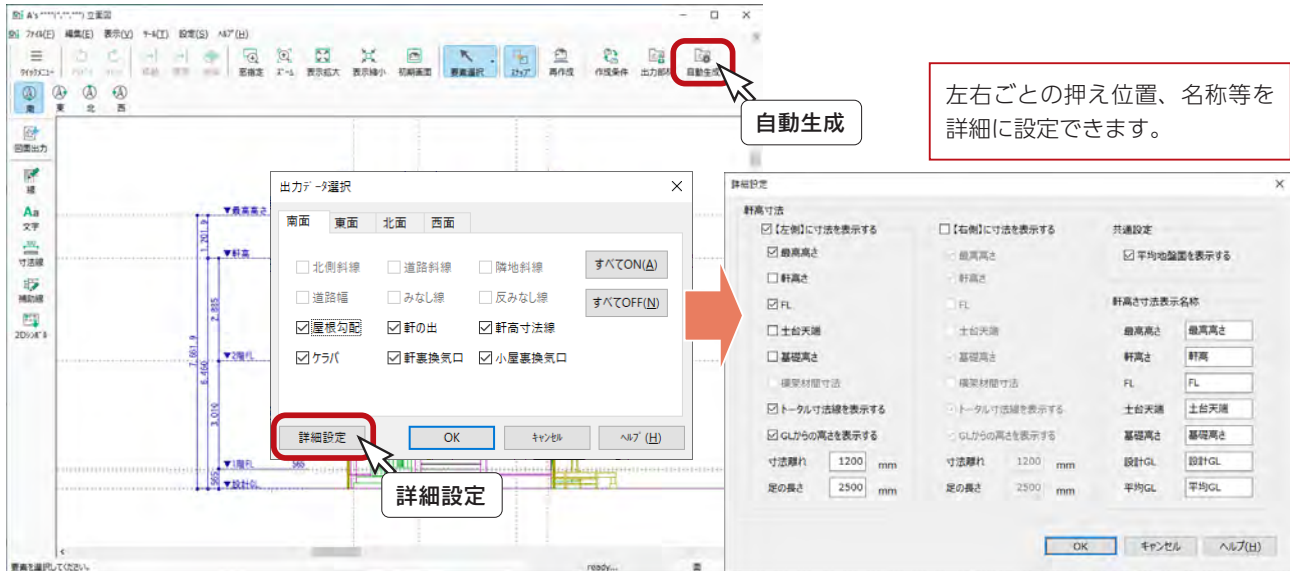 立面図
ファイル(F) 編集(E) 表示(V) ツール(T) 設定(S) ヘルプ(H)
窓指定 ズーム 表示拡大 表示縮小 初期画面 要素選択 スナップ 再作成 作成条件 自動生成
南 東 北 西
図面出力
線
Aa
文字
寸法線
補助線
自動生成
左右ごとの押え位置、名称等を
詳細に設定できます。
▼最高高さ
1,201.9
▼軒高
2,885
7,661.9
6,460
▼2階FL
3,010
▼1階FL
565
565
▼設計GL
出力データ選択
南面 東面 北面 西面
北側斜線 道路斜線 隣地斜線 すべてON(A)
道路幅 みなし線 反みなし線 すべてOFF(N)
屋根勾配 軒の出 軒高寸法線
ケラバ 軒裏換気口 小屋裏換気口
詳細設定 OK キャンセル ヘルプ(H)
詳細設定
要素を選択してください。
ready...
詳細設定
軒高寸法
【左側】に寸法を表示する 【右側】に寸法を表示する 共通設定
最高高さ 最高高さ 平均地盤面を表示する
軒高さ 軒高さ
FL FL 軒高さ寸法表示名称
土台天端 土台天端 最高高さ 最高高さ
基礎高さ 基礎高さ 軒高さ 軒高
横架材間寸法 横架材間寸法 FL FL
トータル寸法線を表示する トータル寸法線を表示する 土台天端 土台天端
GLからの高さを表示する GLからの高さを表示する 基礎高さ 基礎高さ
寸法離れ 1200 mm 寸法離れ 1200 mm 設計GL 設計GL
足の長さ 2500 mm 足の長さ 2500 mm 平均GL 平均GL
OK キャンセル ヘルプ(H)